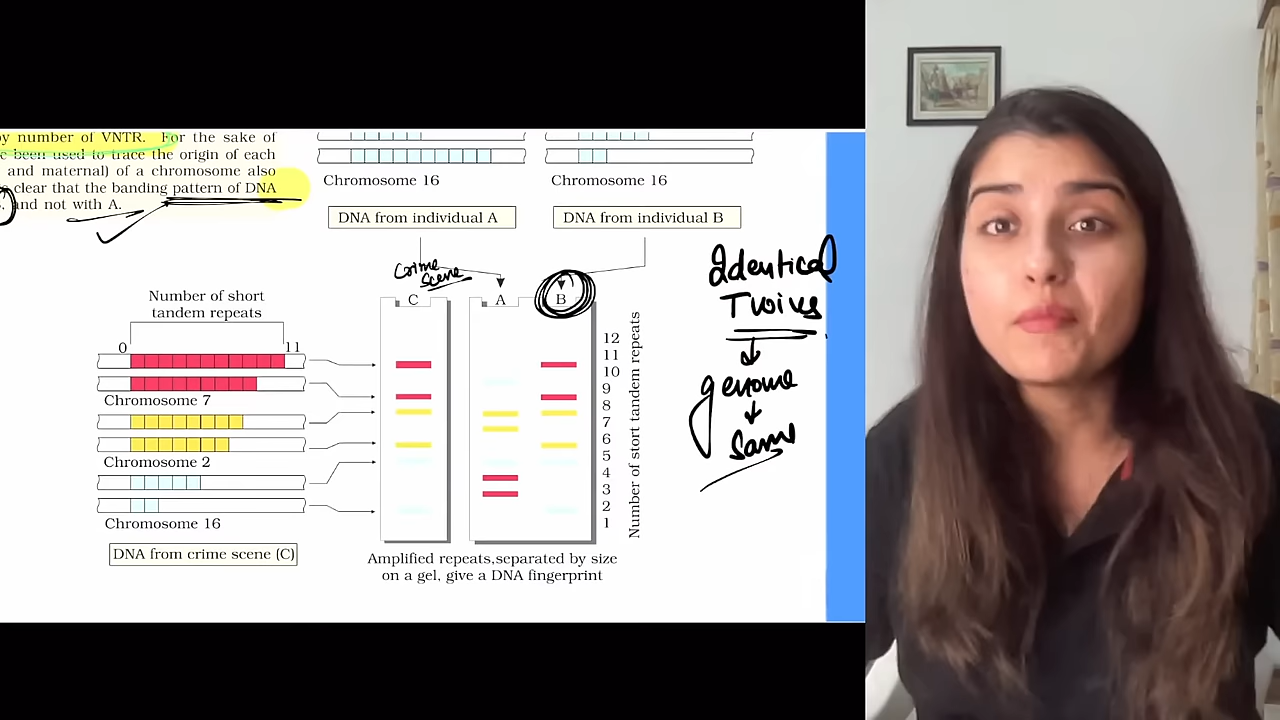 by number of VNTR. For the sake of
been used to trace the origin of each
and maternal) of a chromosome also
clear that the banding pattern of DNA
and not with A.
Chromosome 16
Chromosome 16
DNA from individual A
DNA from individual B
Crime
Scene
C
A
B
Identical
Twins
genome
same
Number of short
tandem repeats
0
11
Chromosome 7
Chromosome 2
Chromosome 16
DNA from crime scene (C)
12
11
10
9
8
7
6
5
4
3
2
1
Number of stort tandem repeats
Amplified repeats,separated by size
on a gel, give a DNA fingerprint